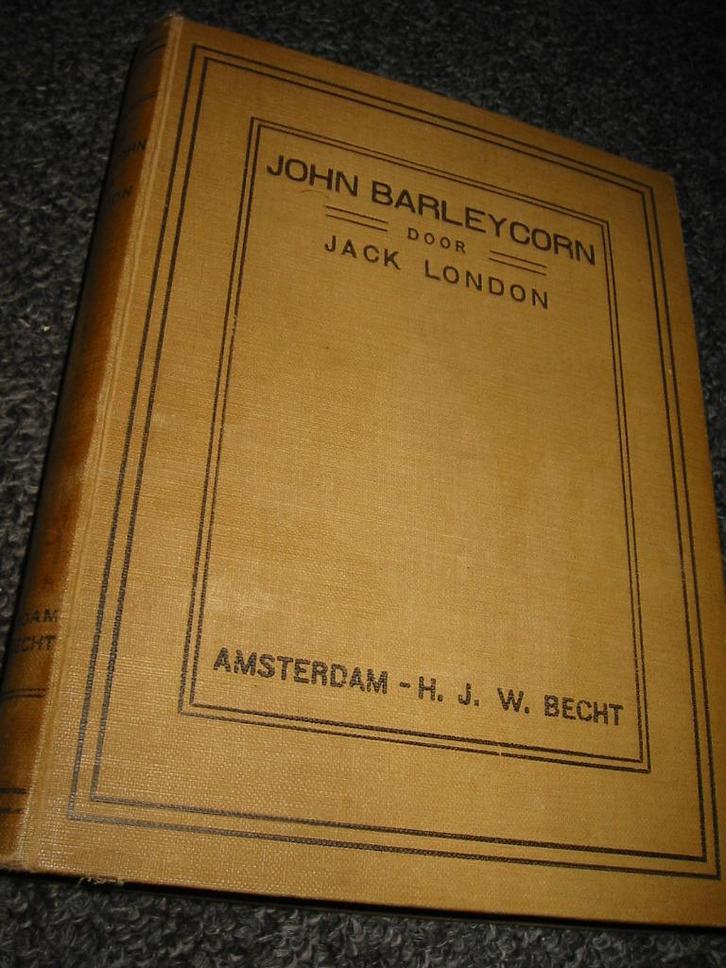 JOHN BARLEYCORN
DOOR
JACK LONDON
AMSTERDAM - H. J. W. BECHT